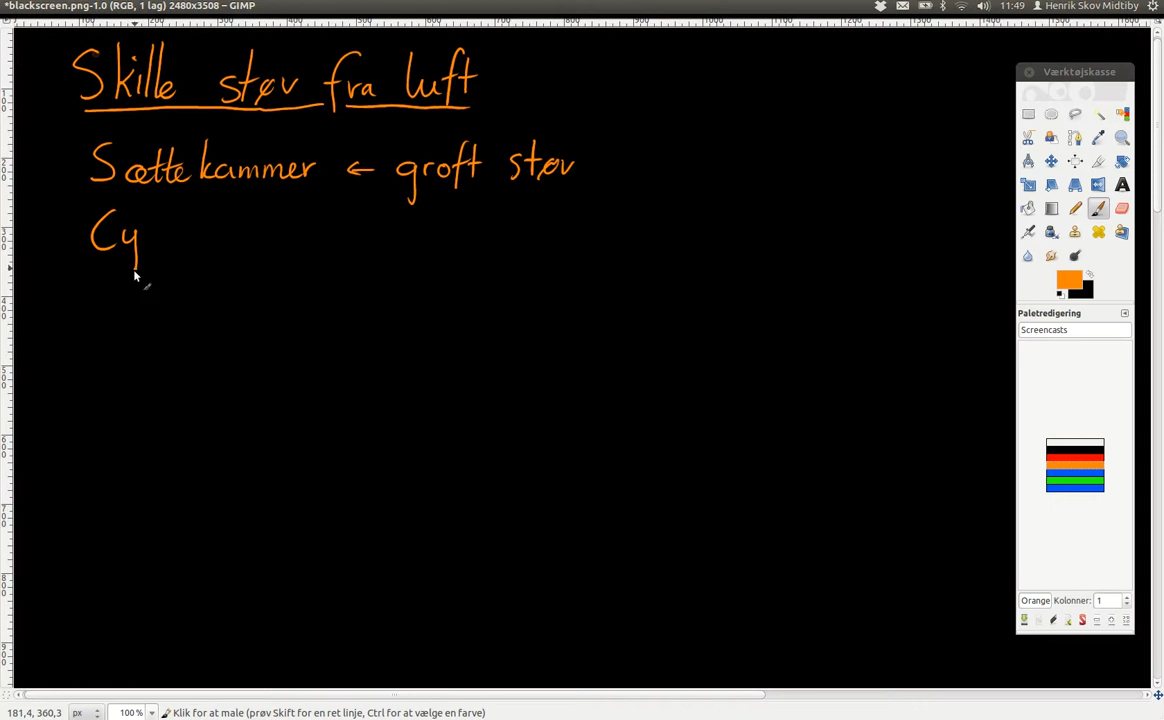 *blackscreen.png-1.0 (RGB, 1 lag) 2480x3508 – GIMP
11:49
Henrik Skov Midtiby
Skille støv fra luft
Sættekammer ← groft støv
Cy
Værktøjskasse
Paletredigering
Screencasts
Orange
Kolonner:
1
181,4, 360,3
px
100%
Klik for at male (prøv Skift for en ret linje, Ctrl for at vælge en farve)